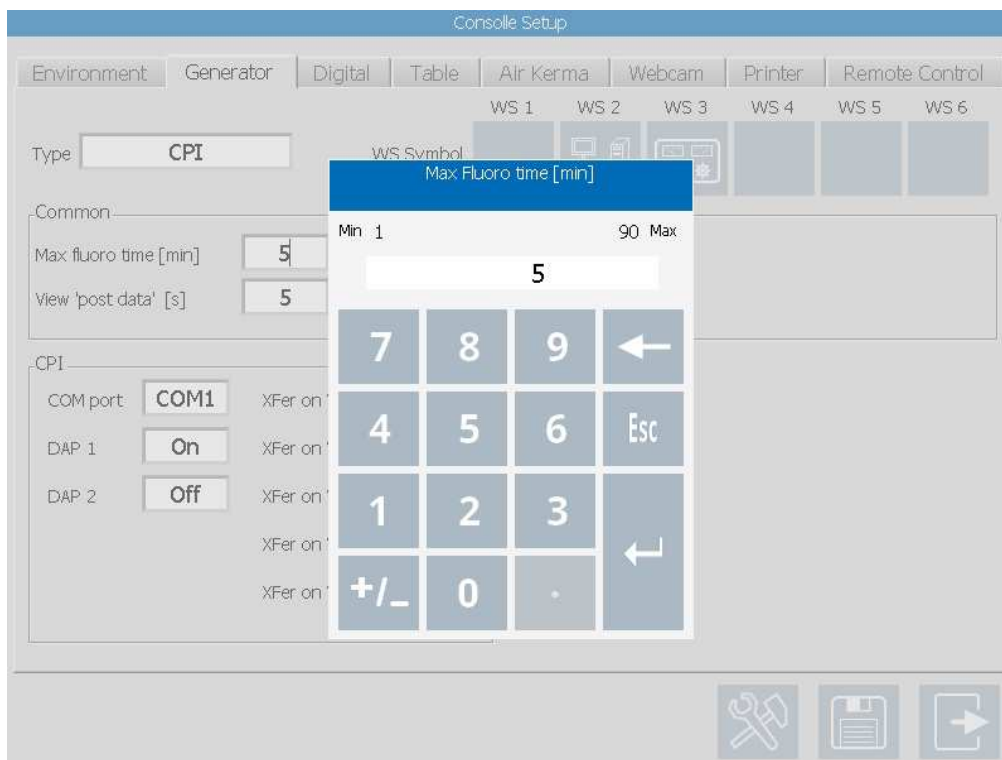 Consolle Setup
Environment Generator Digital Table Air Kerma Webcam Printer Remote Control
WS 1 WS 2 WS 3 WS 4 WS 5 WS 6
Type CPI WS Symbol
Max Fluoro time [min]
Min 1 90 Max
5
7 8 9
4 5 6 Esc
1 2 3
+/- 0 .
Common
Max fluoro time [min] 5
View 'post data' [s] 5
CPI
COM port COM1 XFer on '
DAP 1 On XFer on '
DAP 2 Off XFer on '
XFer on '
XFer on '